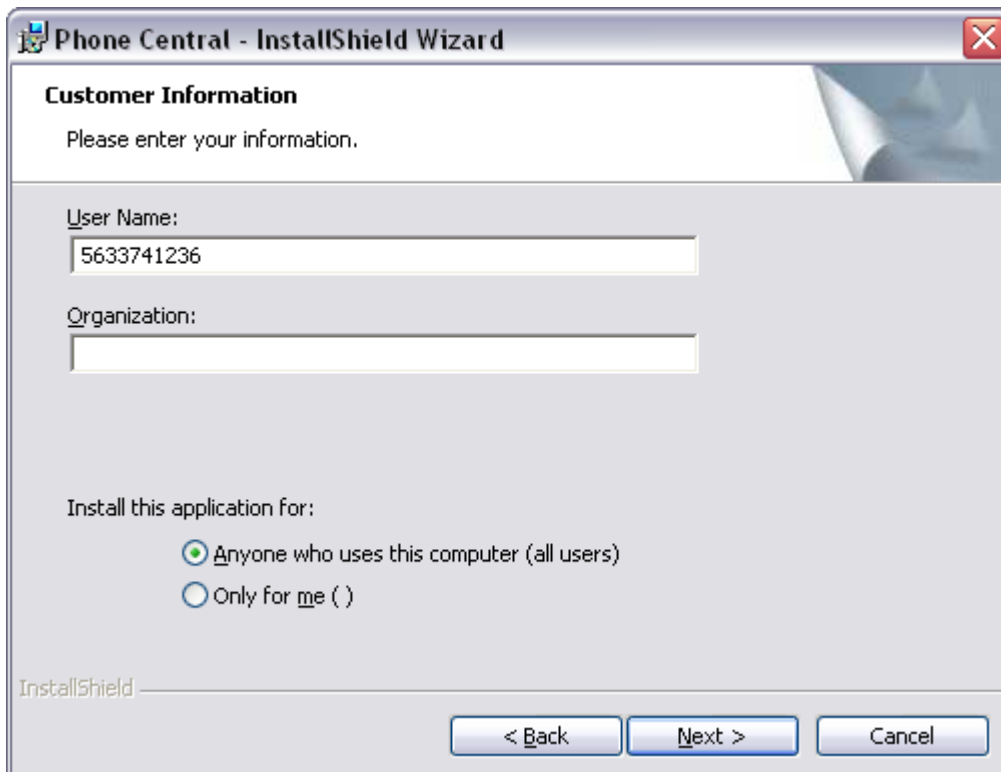 Phone Central - InstallShield Wizard
Customer Information
Please enter your information.
User Name:
5633741236
Organization:
Install this application for:
Anyone who uses this computer (all users)
Only for me ( )
InstallShield
< Back
Next >
Cancel